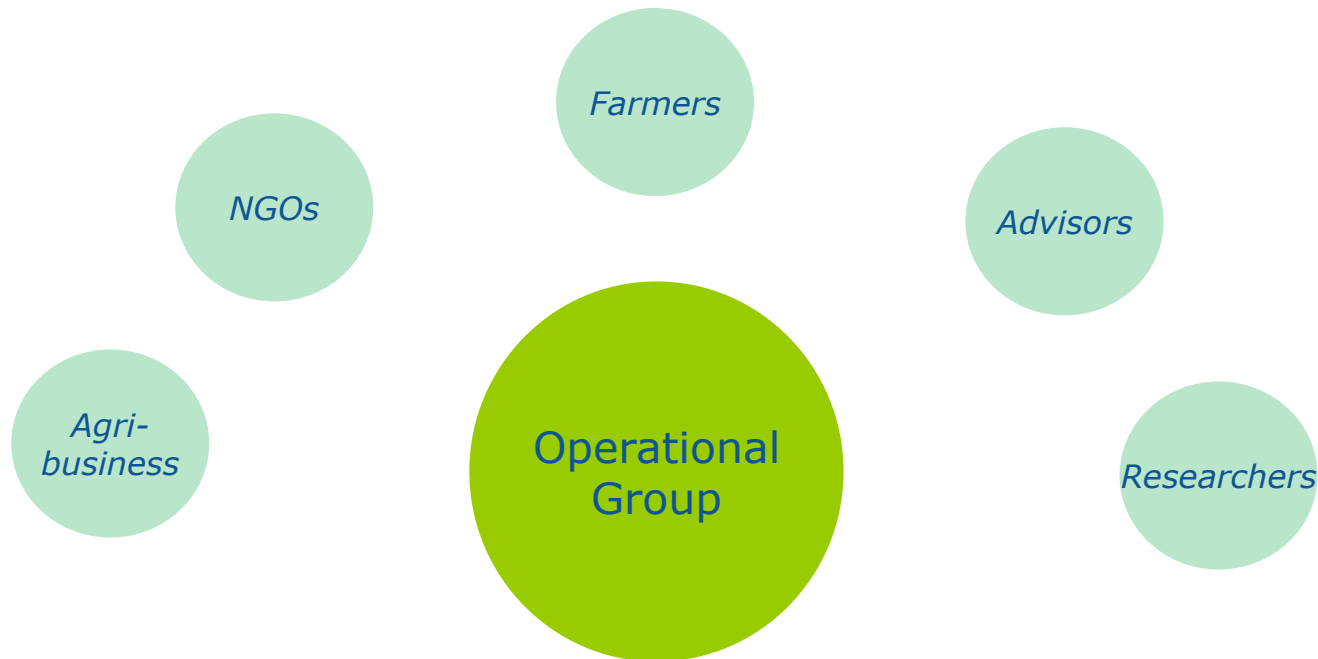 Farmers
NGOs
Advisors
Agri-
business
Operational
Group
Researchers